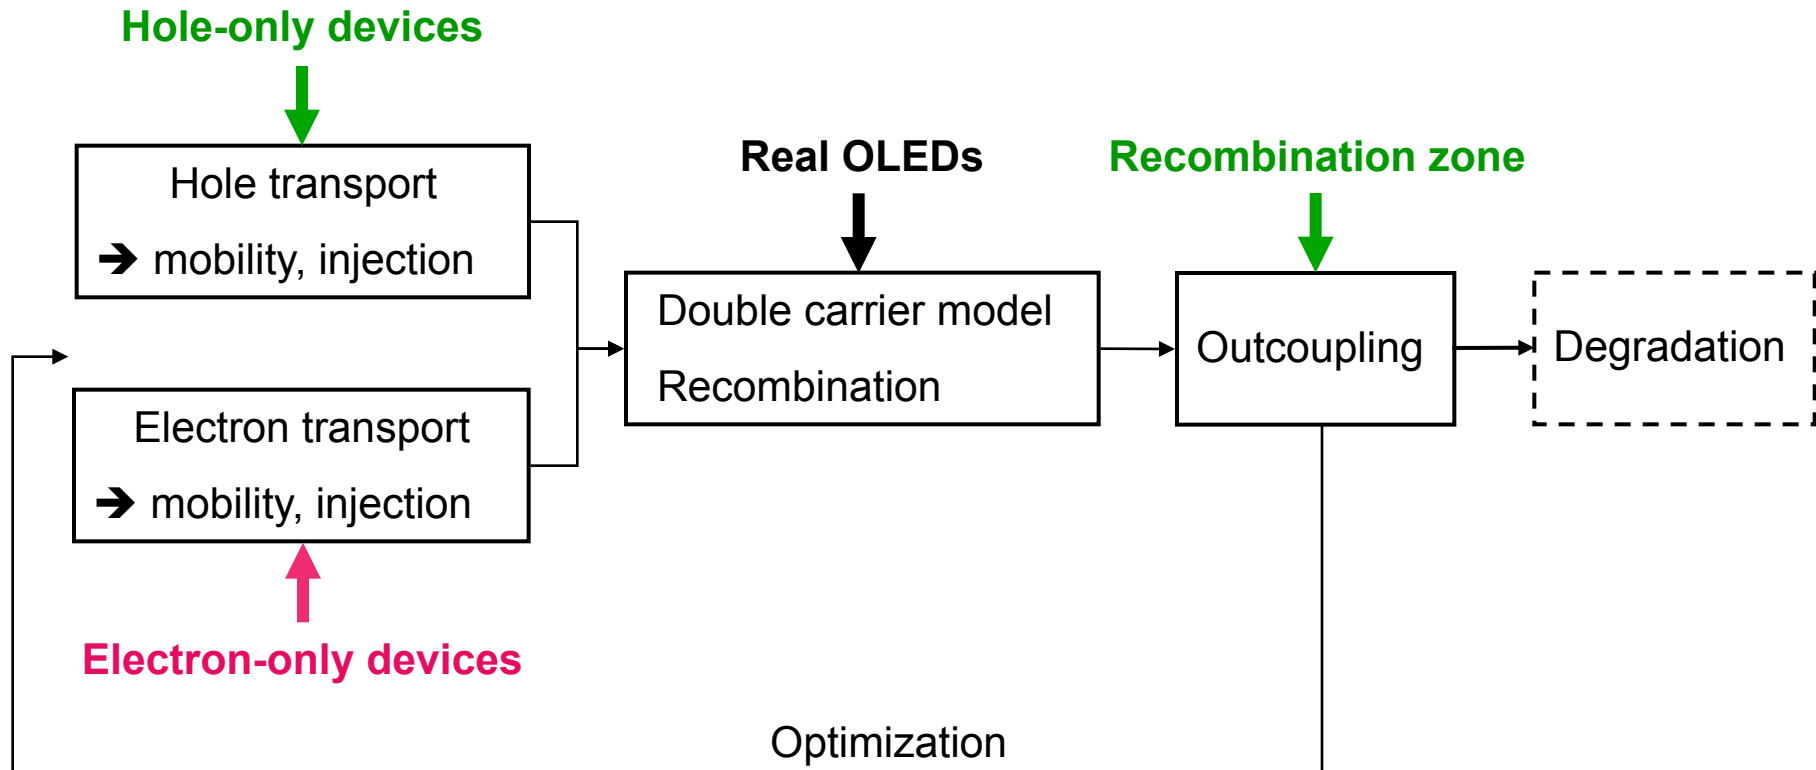 Hole-only devices
Hole transport
➔ mobility, injection
Electron transport
➔ mobility, injection
Electron-only devices
Real OLEDs
Double carrier model
Recombination
Recombination zone
Outcoupling
Degradation
Optimization